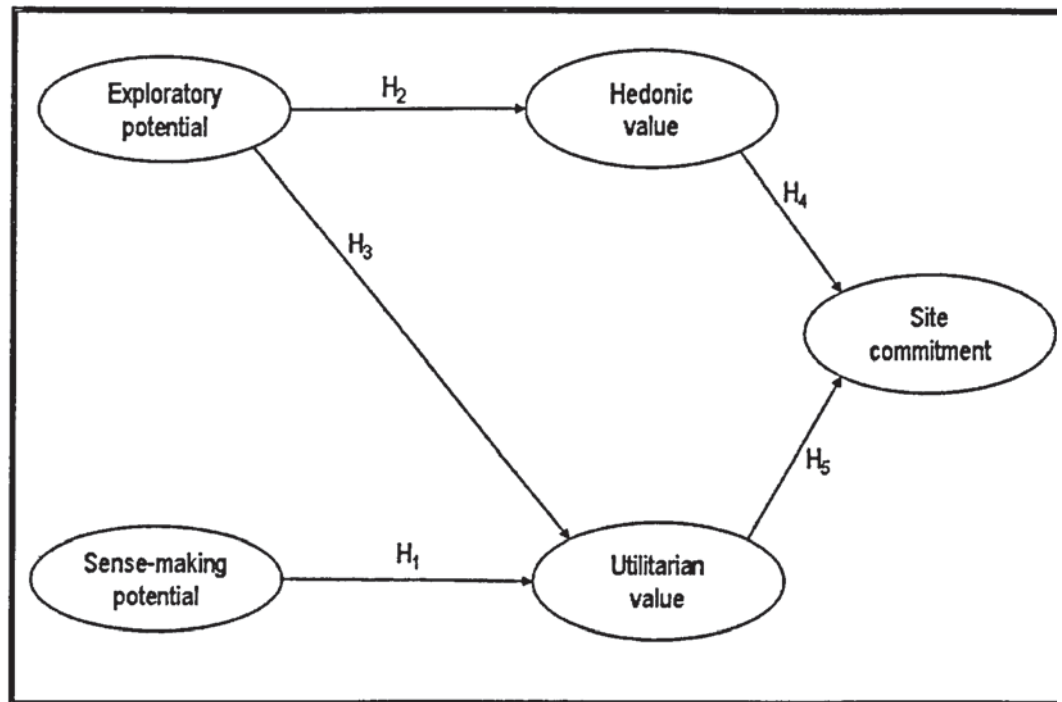 Exploratory
potential
H₂
Hedonic
value
H₄
H₃
Site
commitment
H₅
Sense-making
potential
H₁
Utilitarian
value